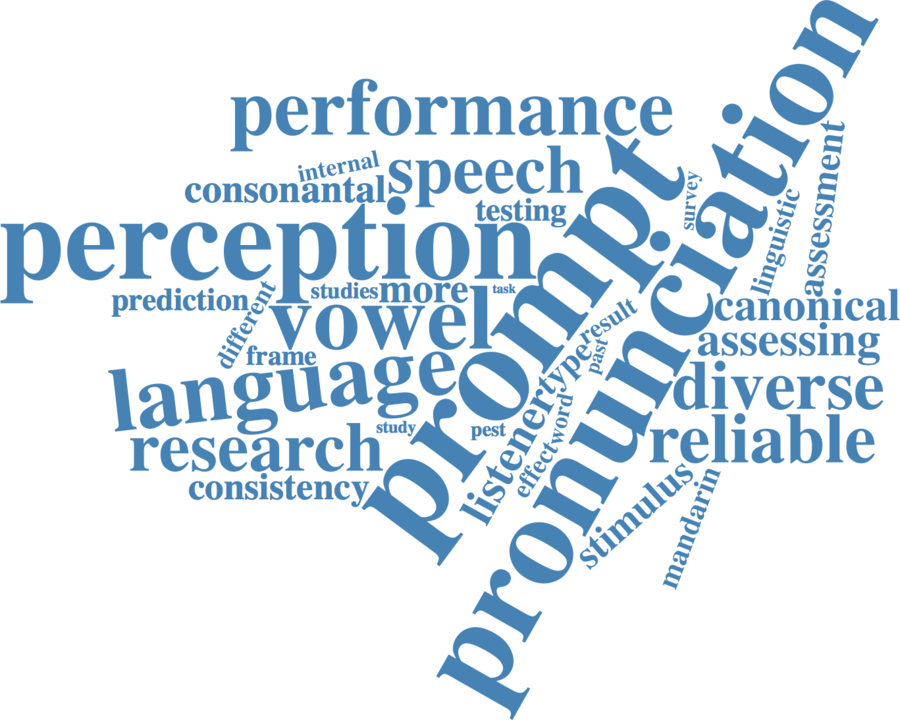 performance
internal
speech
consonantal
testing
perception
prediction
studies
more
task
different
vowel
frame
language
study
pest
research
consistency
prompt
pronunciation
survey
linguistic
assessment
result
past
type
listener
word
effect
canonical
assessing
diverse
reliable
stimulus
mandarin